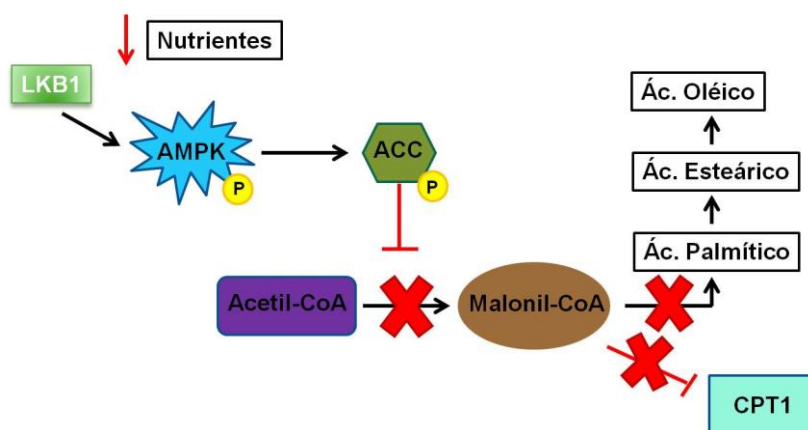 Nutrientes
LKB1
AMPK
P
ACC
P
Ác. Oléico
Ác. Esteárico
Ác. Palmítico
Acetil-CoA
Malonil-CoA
CPT1